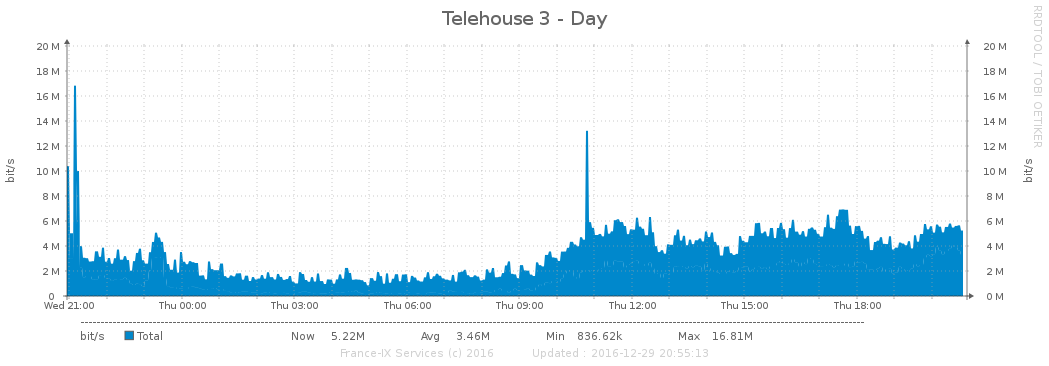 Telehouse 3 - Day
RRDTOOL / TOBI OETIKER
bit/s
20 M 20 M
18 M 18 M
16 M 16 M
14 M 14 M
12 M 12 M
10 M 10 M
8 M 8 M
6 M 6 M
4 M 4 M
2 M 2 M
0 0 M
bit/s
Wed 21:00 Thu 00:00 Thu 03:00 Thu 06:00 Thu 09:00 Thu 12:00 Thu 15:00 Thu 18:00
bit/s Total Now 5.22M Avg 3.46M Min 836.62k Max 16.81M
France-IX Services (c) 2016 Updated : 2016-12-29 20:55:13